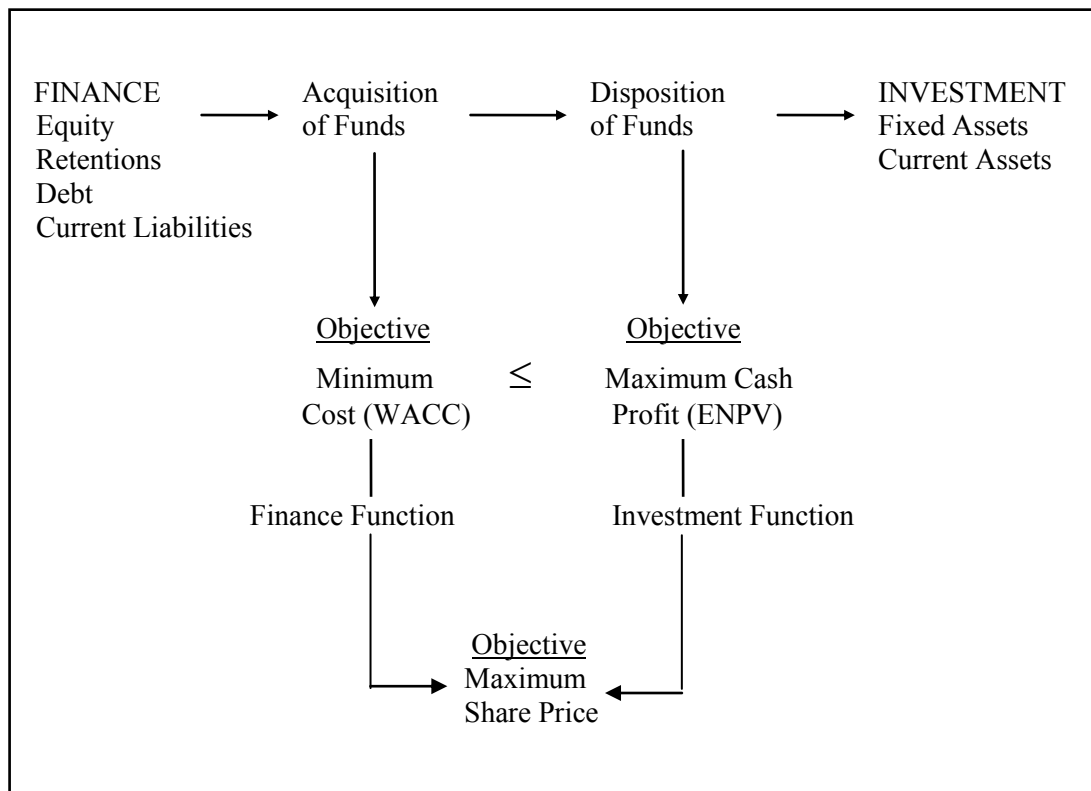 FINANCE
Equity
Retentions
Debt
Current Liabilities
Acquisition
of Funds
Disposition
of Funds
INVESTMENT
Fixed Assets
Current Assets
Objective
Minimum
Cost (WACC)
≤
Objective
Maximum Cash
Profit (ENPV)
Finance Function
Investment Function
Objective
Maximum
Share Price